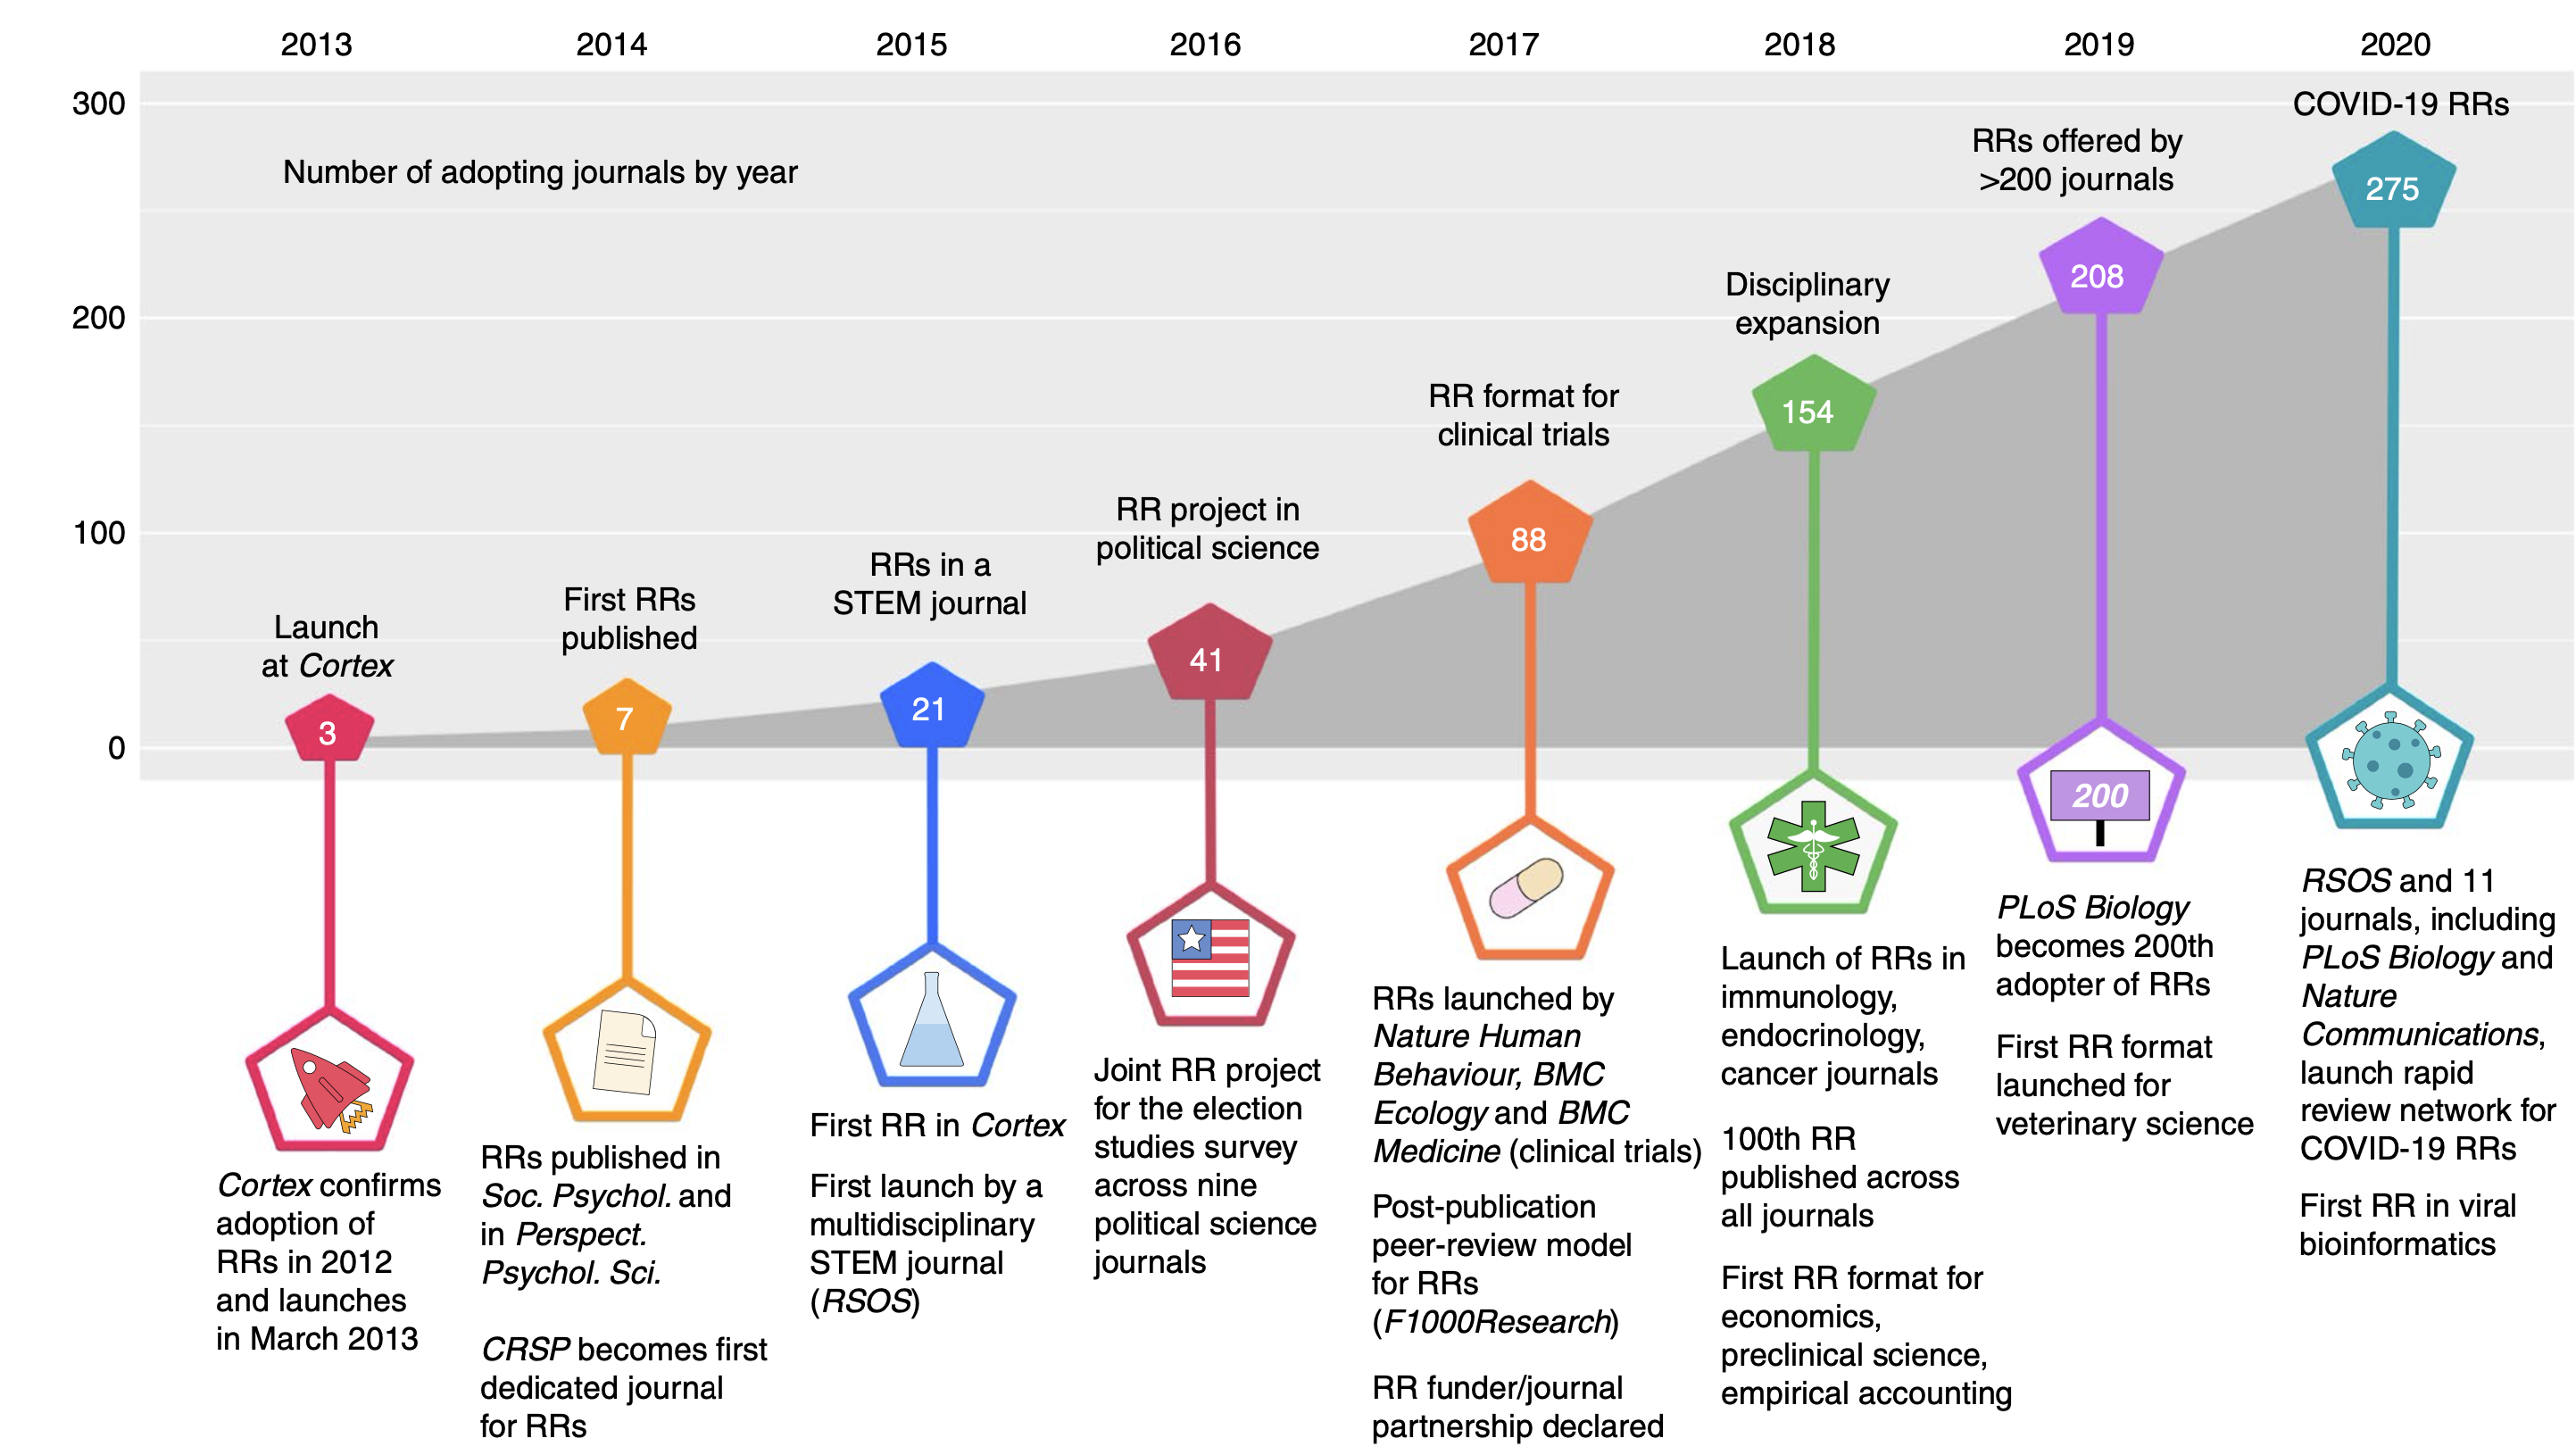 2013
2014
2015
2016
2017
2018
2019
2020
300
200
100
0
Number of adopting journals by year
Launch
at Cortex
3
First RRs
published
7
RRs in a
STEM journal
21
RR project in
political science
41
RR format for
clinical trials
88
Disciplinary
expansion
154
RRs offered by
>200 journals
208
COVID-19 RRs
275
200
Cortex confirms
adoption of
RRs in 2012
and launches
in March 2013
RRs published in
Soc. Psychol. and
in Perspect.
Psychol. Sci.
CRSP becomes first
dedicated journal
for RRs
First RR in Cortex
First launch by a
multidisciplinary
STEM journal
(RSOS)
Joint RR project
for the election
studies survey
across nine
political science
journals
RRs launched by
Nature Human
Behaviour, BMC
Ecology and BMC
Medicine (clinical trials)
Post-publication
peer-review model
for RRs
(F1000Research)
RR funder/journal
partnership declared
Launch of RRs in
immunology,
endocrinology,
cancer journals
100th RR
published across
all journals
First RR format for
economics,
preclinical science,
empirical accounting
PLoS Biology
becomes 200th
adopter of RRs
First RR format
launched for
veterinary science
RSOS and 11
journals, including
PLoS Biology and
Nature
Communications,
launch rapid
review network for
COVID-19 RRs
First RR in viral
bioinformatics